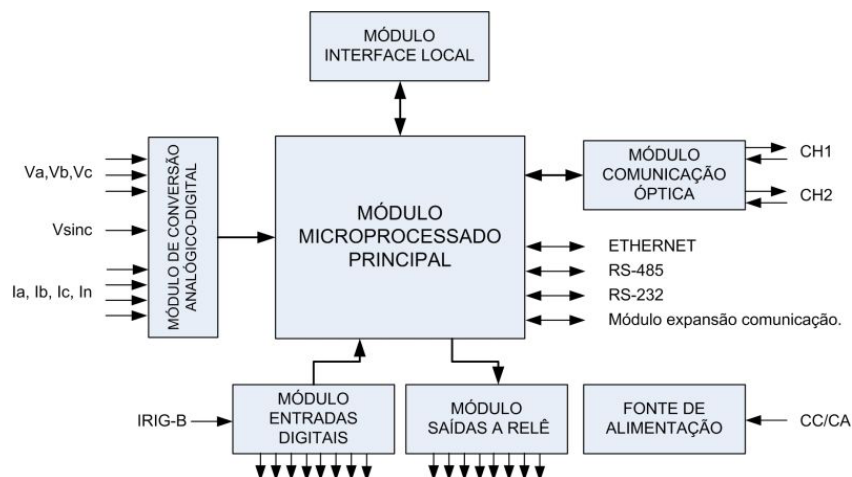 MÓDULO
INTERFACE LOCAL
Va,Vb,Vc
Vsinc
Ia, Ib, Ic, In
MÓDULO DE CONVERSÃO
ANALÓGICO-DIGITAL
MÓDULO
MICROPROCESSADO
PRINCIPAL
MÓDULO
COMUNICAÇÃO
ÓPTICA
CH1
CH2
ETHERNET
RS-485
RS-232
Módulo expansão comunicação.
IRIG-B
MÓDULO
ENTRADAS
DIGITAIS
MÓDULO
SAÍDAS A RELÊ
FONTE DE
ALIMENTAÇÃO
CC/CA